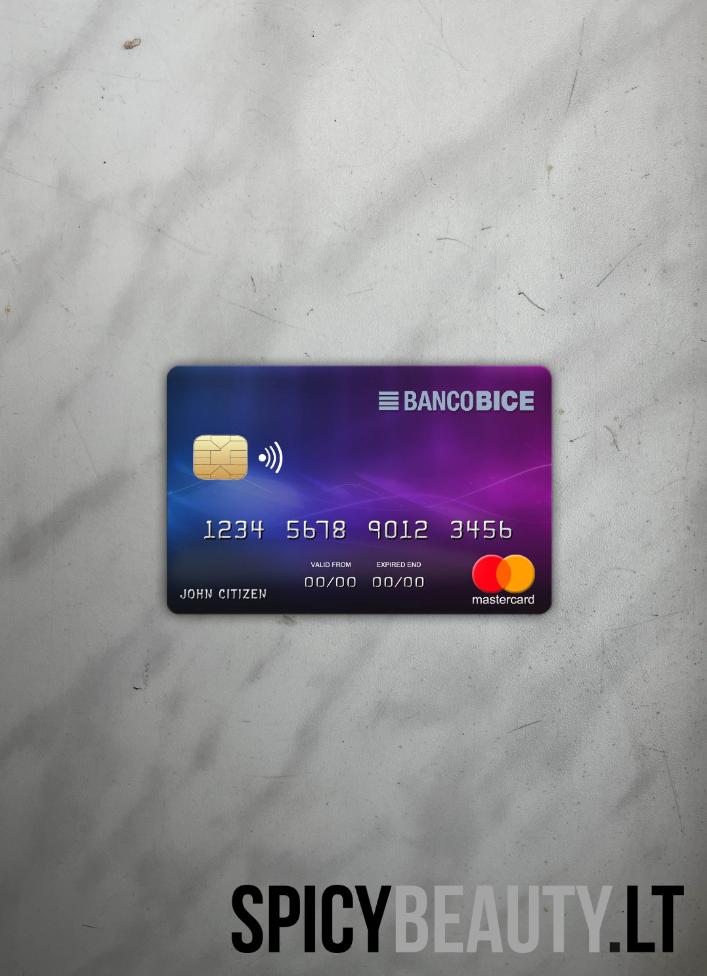 BANCOBICE
1234 5678 9012 3456
VALID FROM EXPIRED END
00/00 00/00
JOHN CITIZEN
mastercard
SPICYBEAUTY.LT